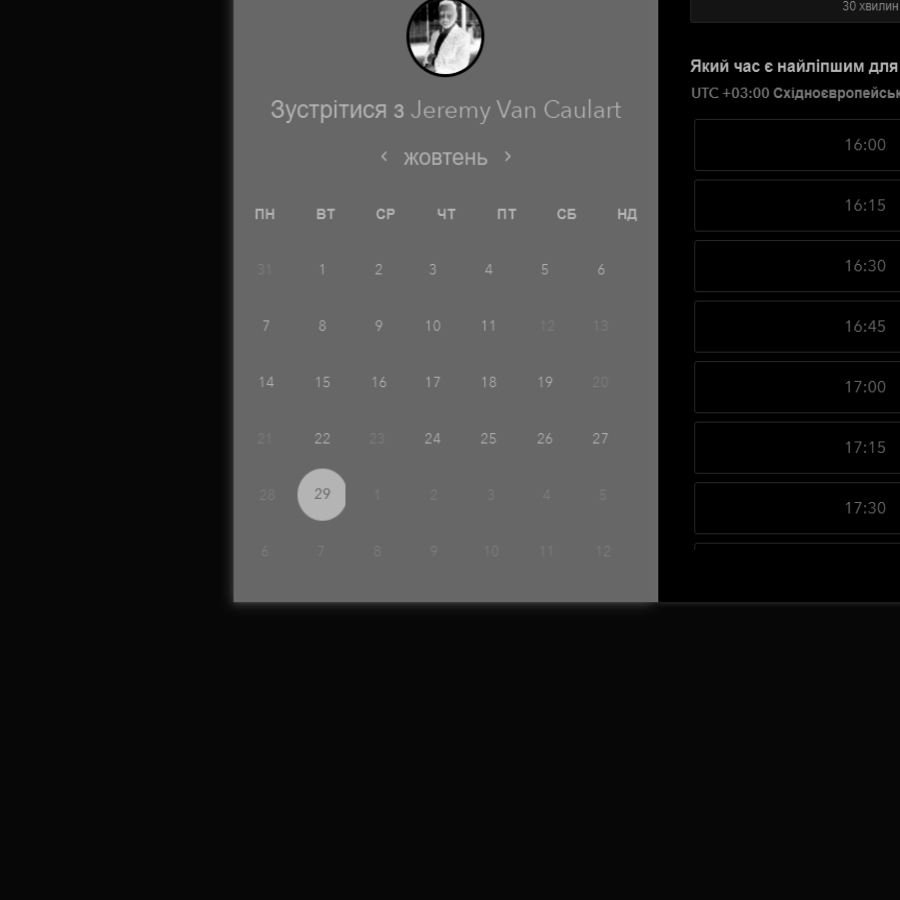 Зустрітися з Jeremy Van Caulart
‹ жовтень ›
ПН ВТ СР ЧТ ПТ СБ НД
31 1 2 3 4 5 6
7 8 9 10 11 12 13
14 15 16 17 18 19 20
21 22 23 24 25 26 27
28 29 1 2 3 4 5
6 7 8 9 10 11 12
30 хвилин
Який час є найліпшим для
UTC +03:00 Східноєвропейськ
16:00
16:15
16:30
16:45
17:00
17:15
17:30